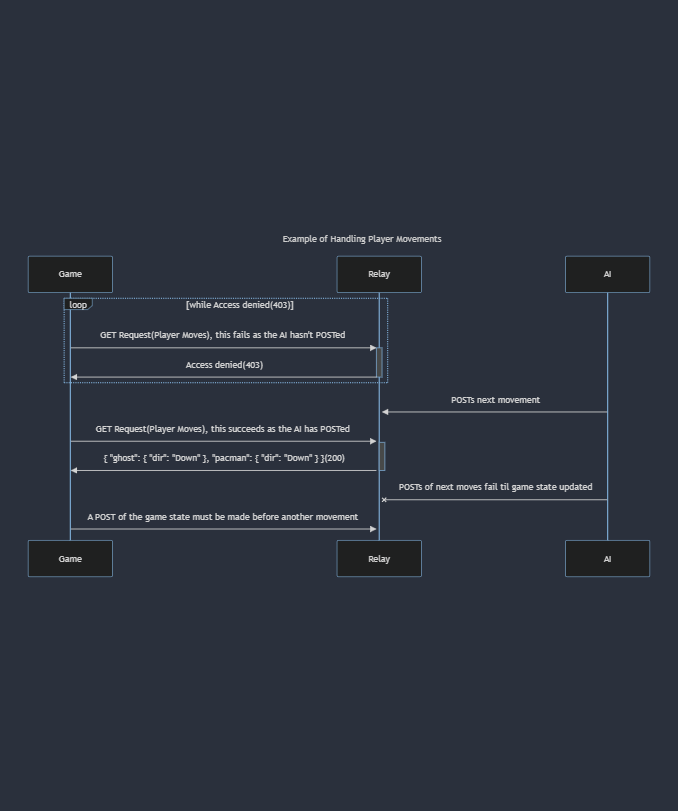 Example of Handling Player Movements
Game
Relay
AI
loop
[while Access denied(403)]
GET Request(Player Moves), this fails as the AI hasn't POSTed
Access denied(403)
POSTs next movement
GET Request(Player Moves), this succeeds as the AI has POSTed
{ "ghost": { "dir": "Down" }, "pacman": { "dir": "Down" } }(200)
POSTs of next moves fail til game state updated
A POST of the game state must be made before another movement
Game
Relay
AI